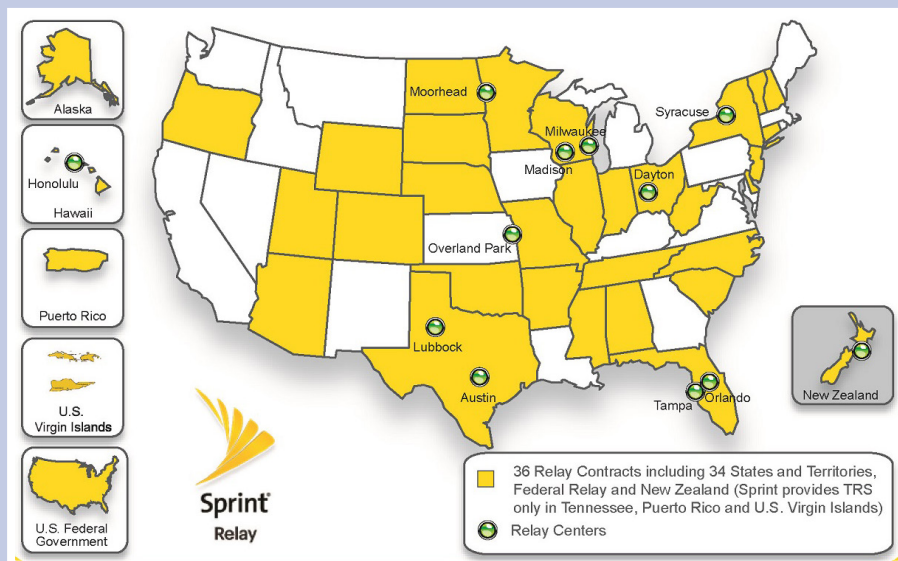 Alaska
Honolulu
Hawaii
Puerto Rico
U.S.
Virgin Islands
U.S. Federal
Government
Moorhead
Milwaukee
Madison
Syracuse
Dayton
Overland Park
Lubbock
Austin
Tampa
Orlando
New Zealand
Sprint®
Relay
36 Relay Contracts including 34 States and Territories,
Federal Relay and New Zealand (Sprint provides TRS
only in Tennessee, Puerto Rico and U.S. Virgin Islands)
Relay Centers